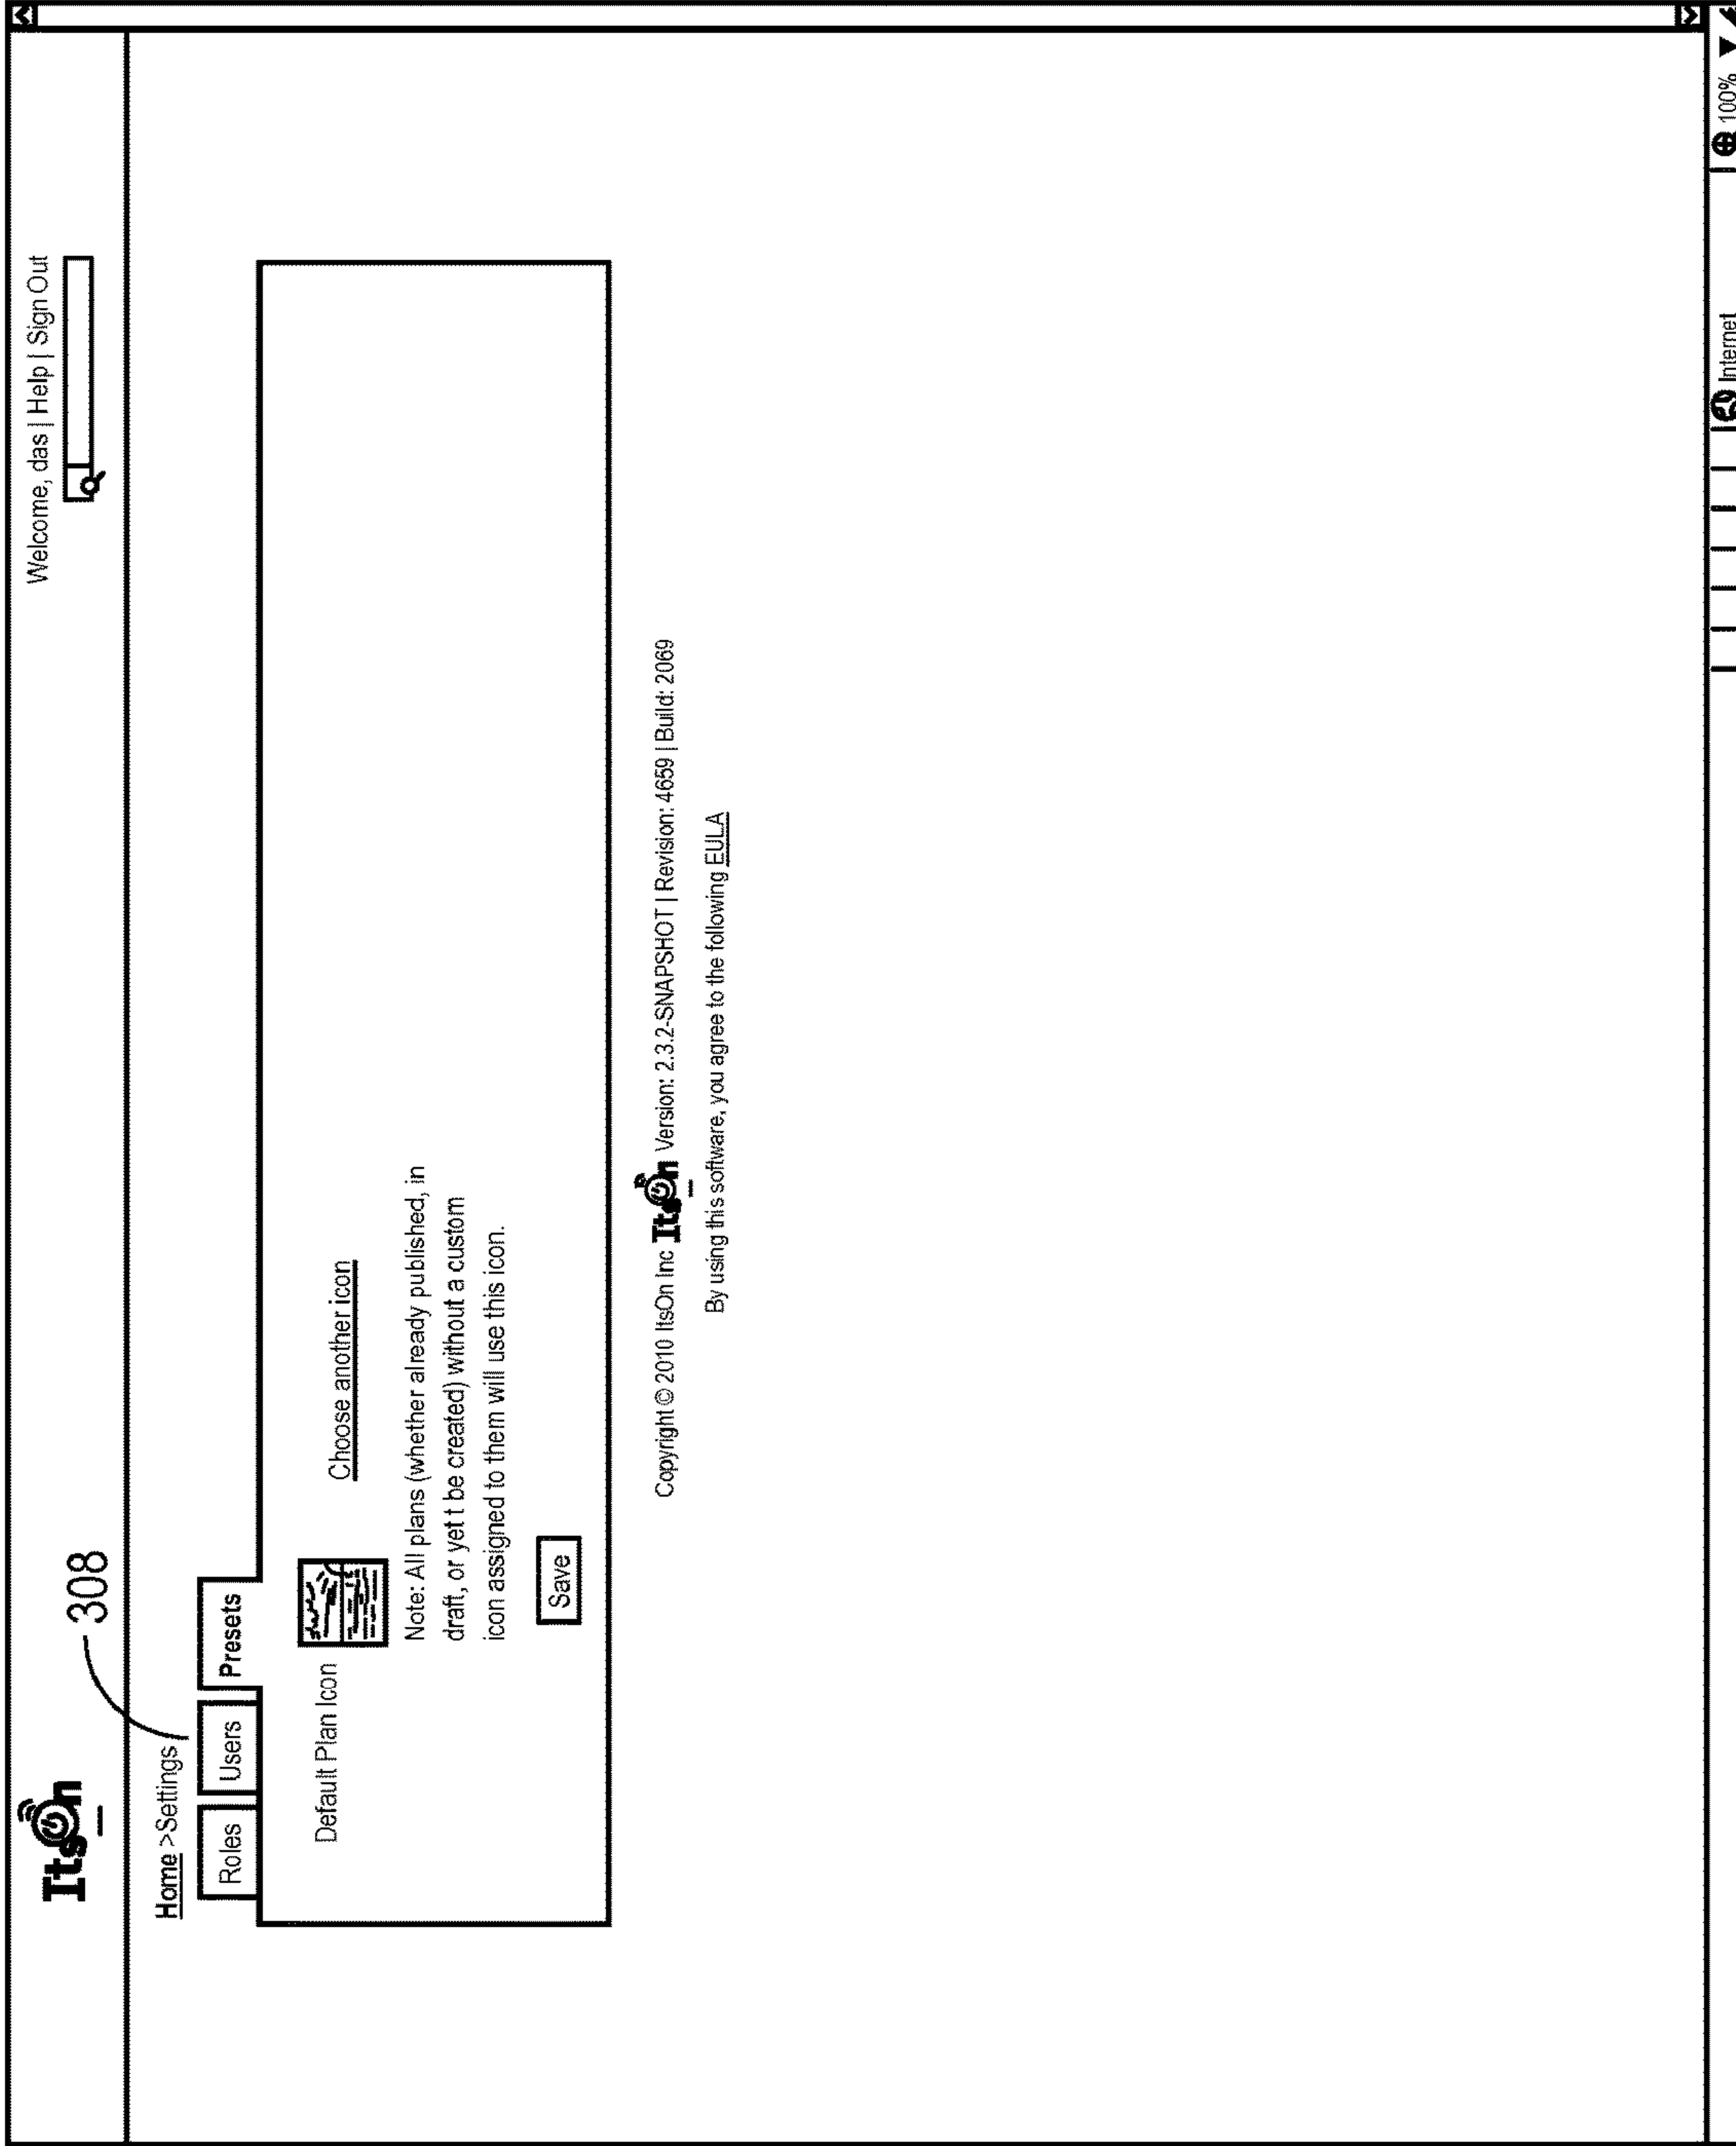 ItsOn
Welcome, das | Help | Sign Out
308
Home >Settings
Roles
Users
Presets
Default Plan Icon
Choose another icon
Note: All plans (whether already published, in
draft, or yet t be created) without a custom
icon assigned to them will use this icon.
Save
Copyright © 2010 ItsOn Inc ItsOn Version: 2.3.2-SNAPSHOT | Revision: 4659 | Build: 2069
By using this software, you agree to the following EULA
Internet
100%